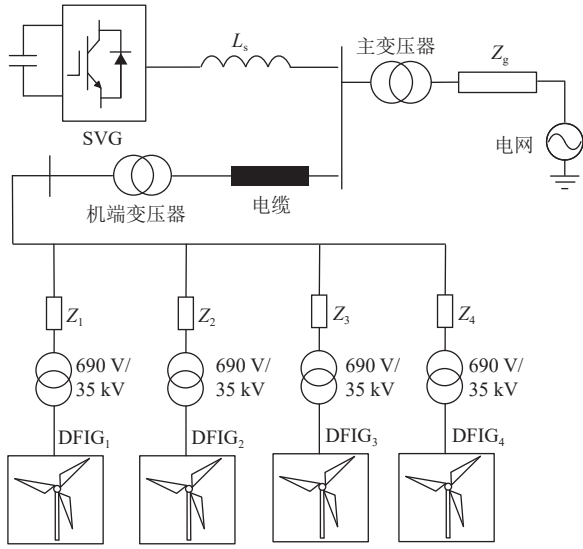 SVG
Ls
主变压器
Zg
电网
机端变压器
电缆
Z1
Z2
Z3
Z4
690 V/
35 kV
690 V/
35 kV
690 V/
35 kV
690 V/
35 kV
DFIG1
DFIG2
DFIG3
DFIG4